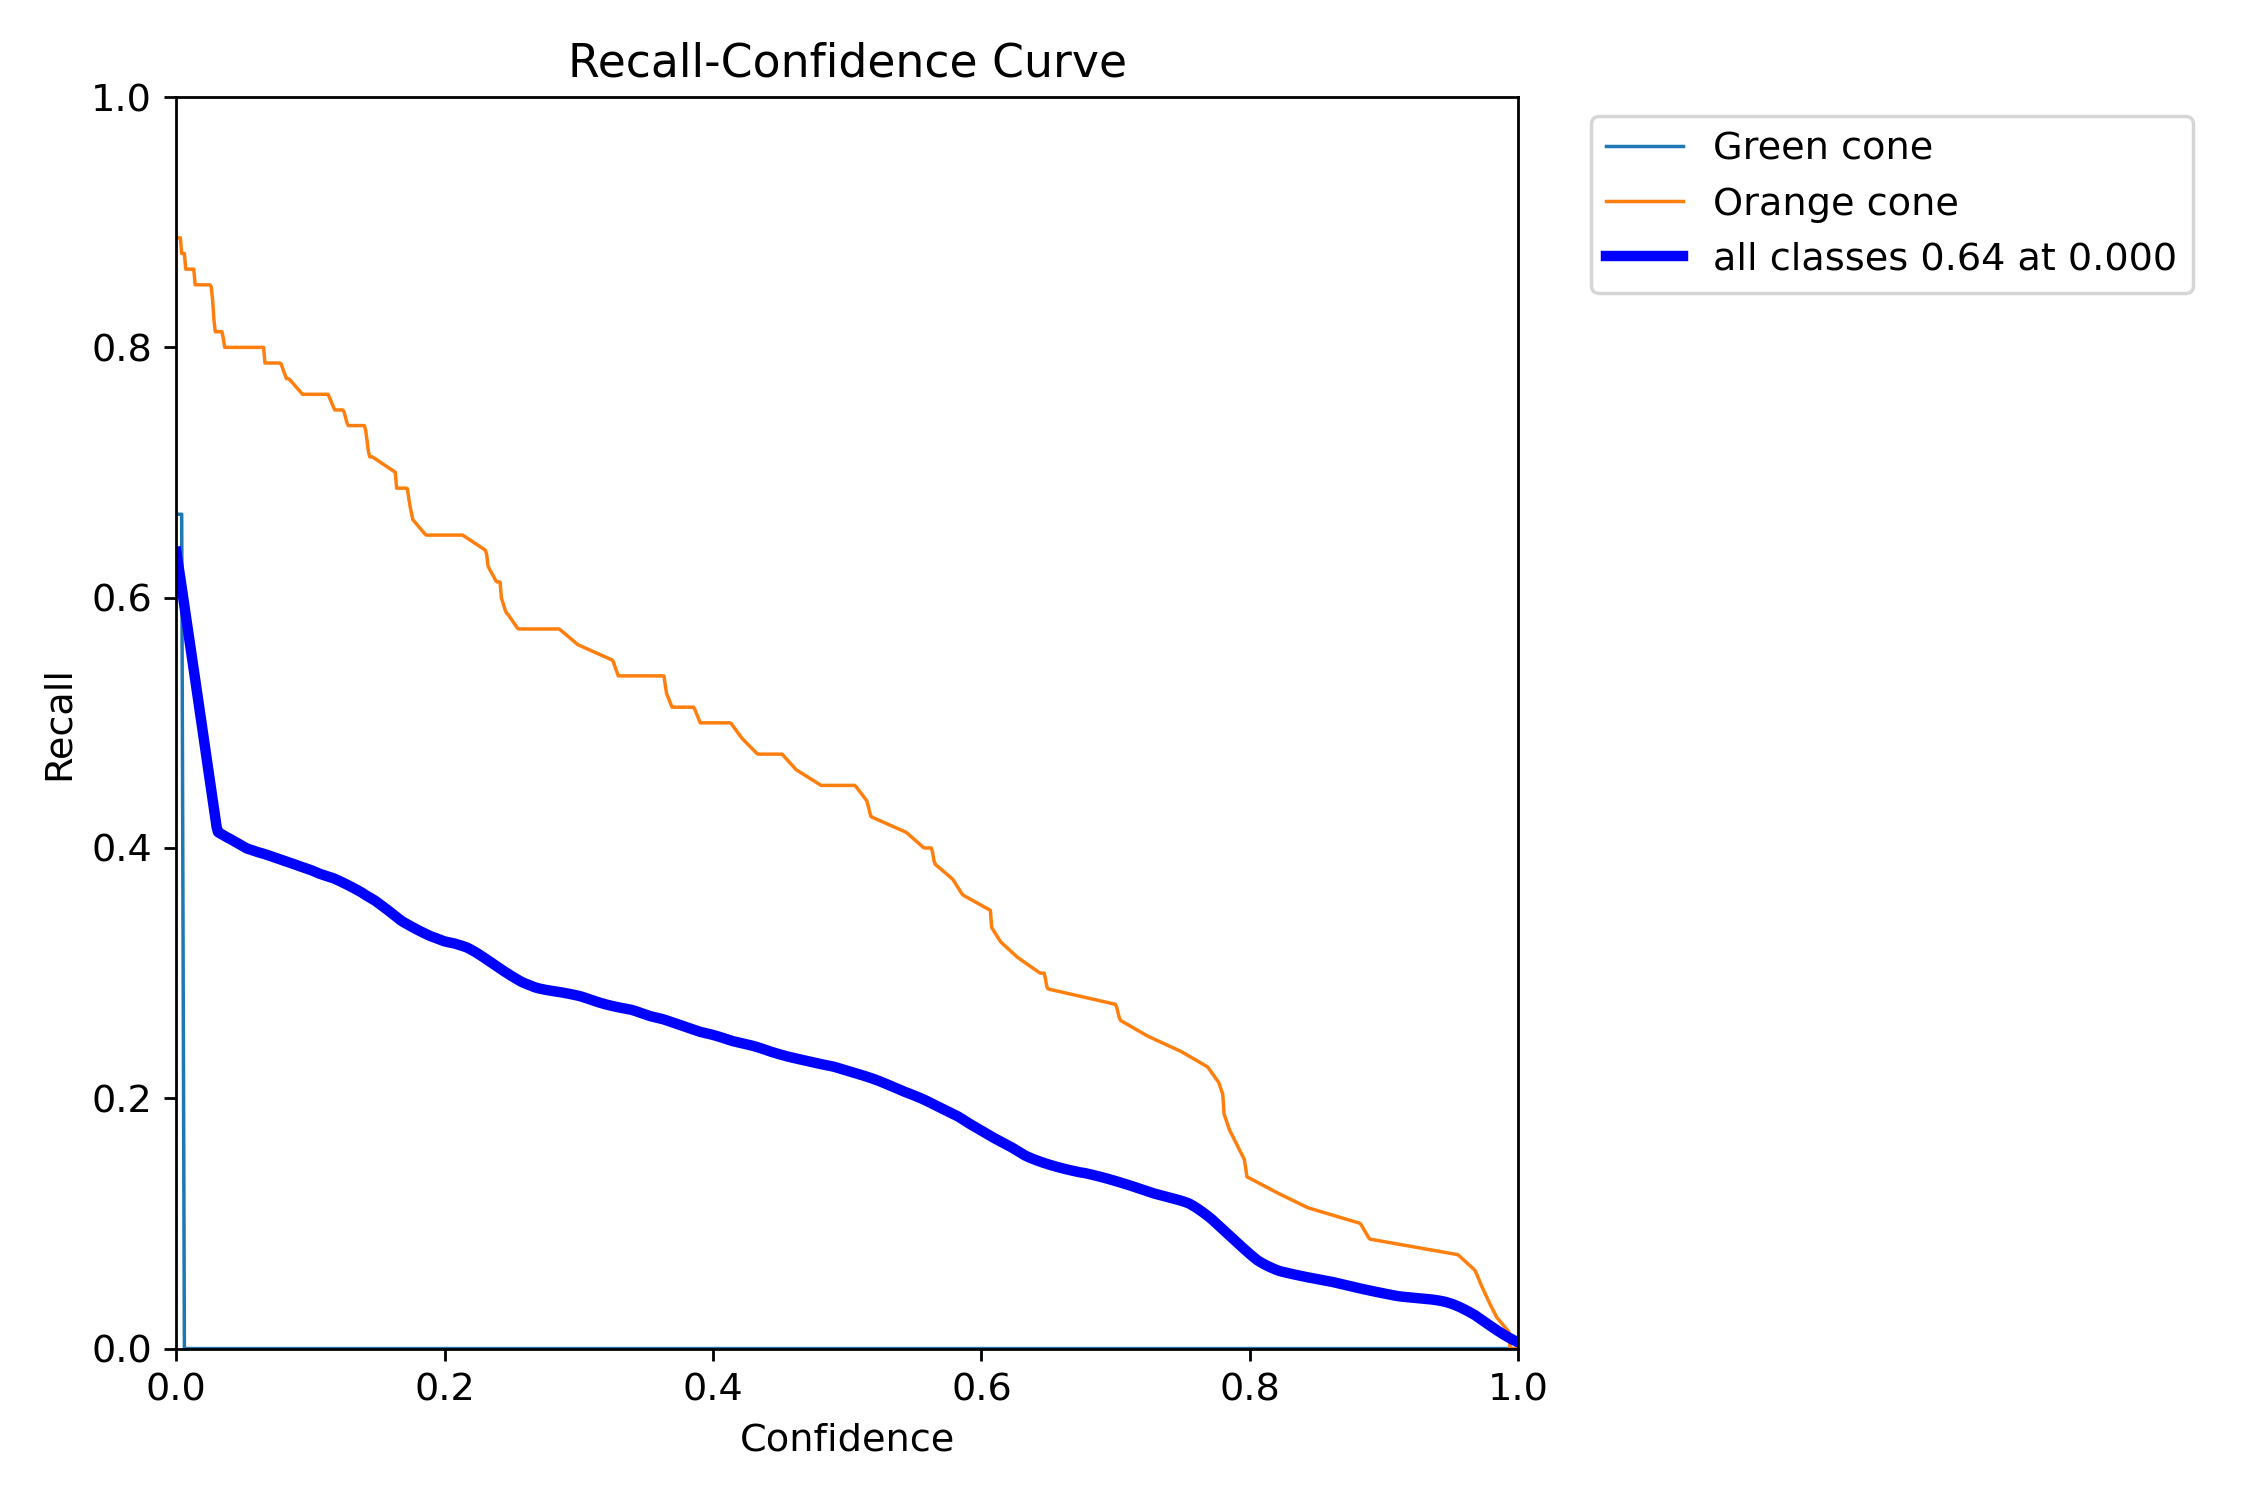 Recall-Confidence Curve
1.0
0.8
0.6
0.4
0.2
0.0
Recall
0.0 0.2 0.4 0.6 0.8 1.0
Confidence
Green cone
Orange cone
all classes 0.64 at 0.000